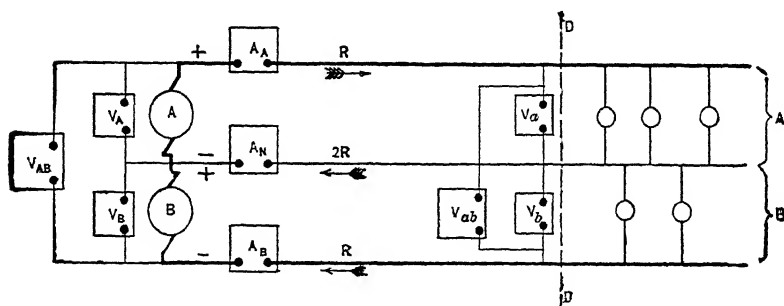 D
+ A_A R
V_A A V_a A
V_AB − A_N 2R
+
V_B B V_ab V_b B
− A_B R
D